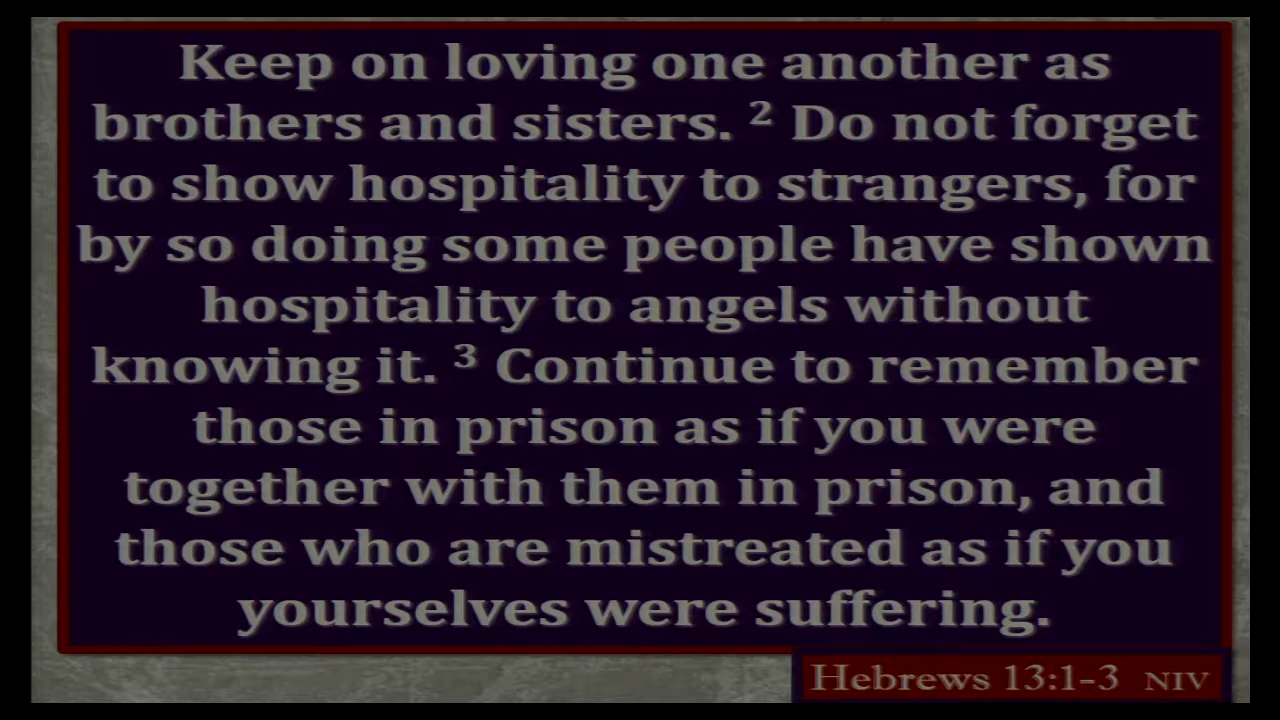 Keep on loving one another as
brothers and sisters. ² Do not forget
to show hospitality to strangers, for
by so doing some people have shown
hospitality to angels without
knowing it. ³ Continue to remember
those in prison as if you were
together with them in prison, and
those who are mistreated as if you
yourselves were suffering.
Hebrews 13:1-3 NIV